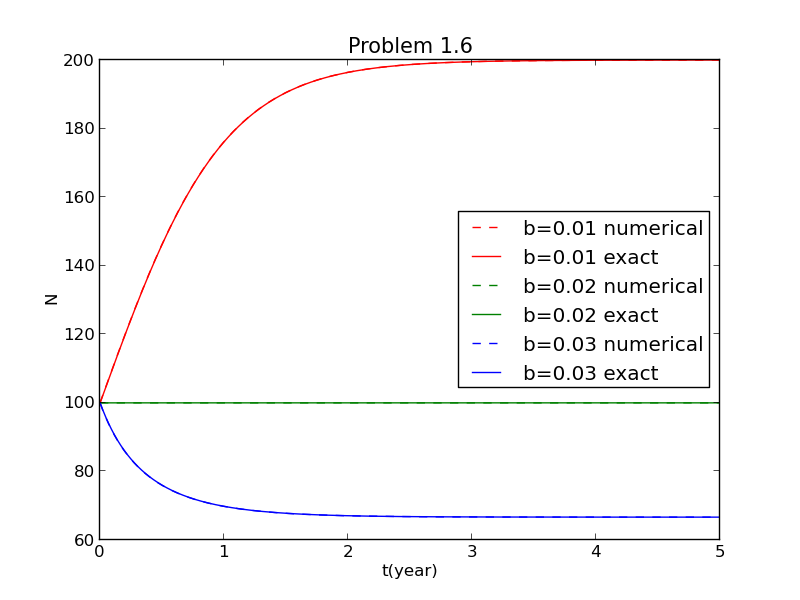 Problem 1.6
200
180
160
140
120
100
80
60
N
b=0.01 numerical
b=0.01 exact
b=0.02 numerical
b=0.02 exact
b=0.03 numerical
b=0.03 exact
0 1 2 3 4 5
t(year)